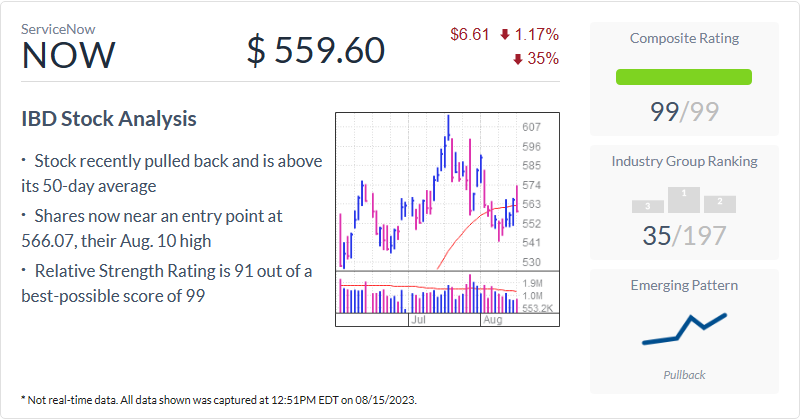 ServiceNow
NOW
$ 559.60
$6.61 1.17%
35%
IBD Stock Analysis
· Stock recently pulled back and is above
its 50-day average
· Shares now near an entry point at
566.07, their Aug. 10 high
· Relative Strength Rating is 91 out of a
best-possible score of 99
607
596
585
574
563
552
541
530
1.9M
1.0M
553.2K
Jul
Aug
Composite Rating
99/99
Industry Group Ranking
3 1 2
35/197
Emerging Pattern
Pullback
* Not real-time data. All data shown was captured at 12:51PM EDT on 08/15/2023.